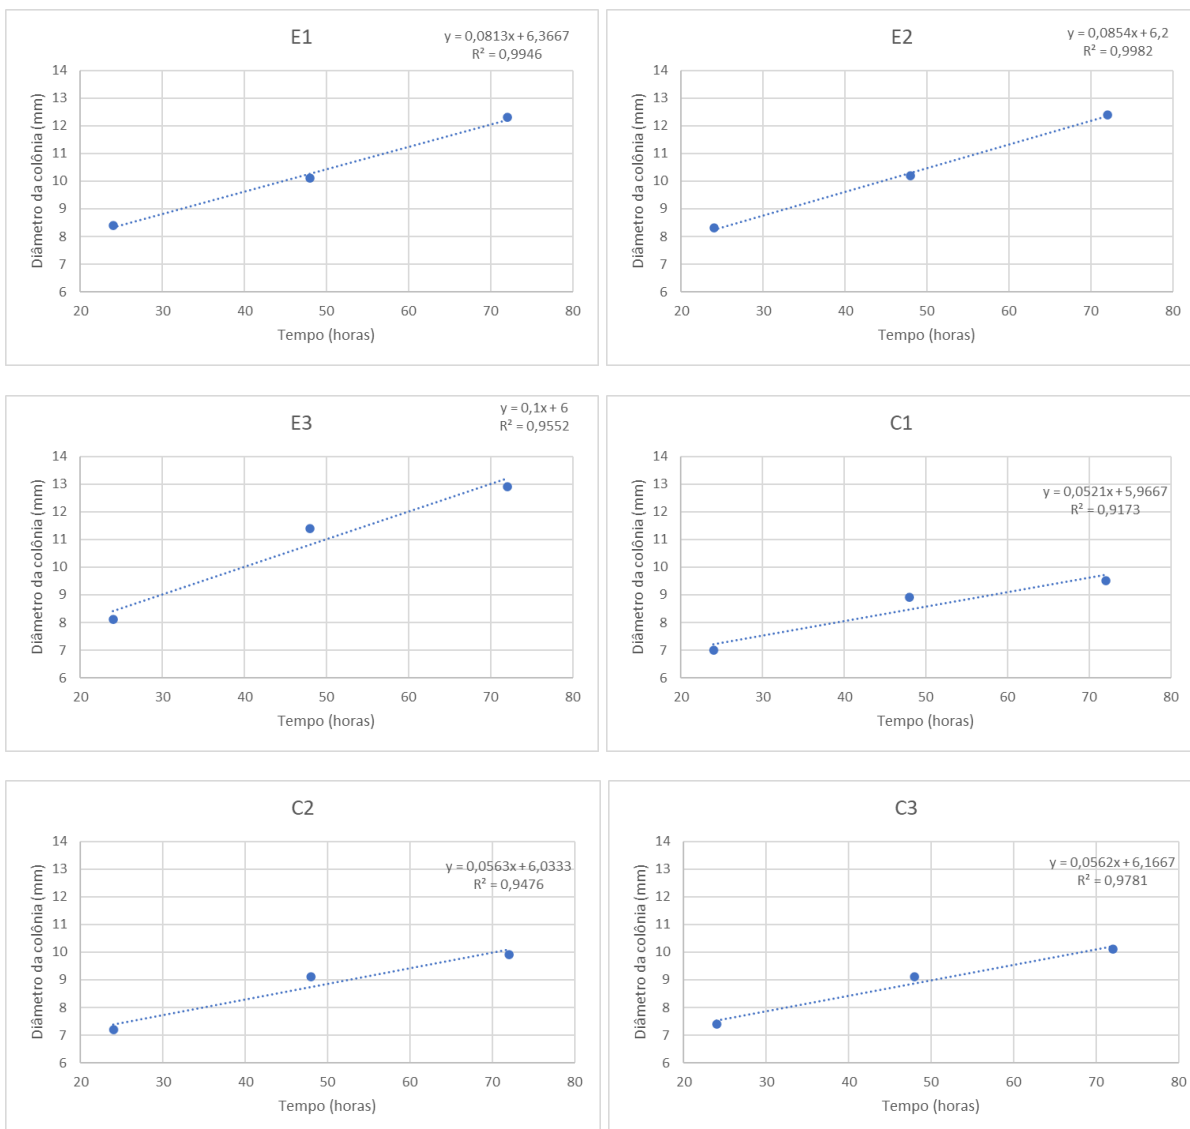 E1
y = 0,0813x + 6,3667
R² = 0,9946
14
13
12
11
10
9
8
7
6
Diâmetro da colônia (mm)
20 30 40 50 60 70 80
Tempo (horas)
E2
y = 0,0854x + 6,2
R² = 0,9982
14
13
12
11
10
9
8
7
6
Diâmetro da colônia (mm)
20 30 40 50 60 70 80
Tempo (horas)
E3
y = 0,1x + 6
R² = 0,9552
14
13
12
11
10
9
8
7
6
Diâmetro da colônia (mm)
20 30 40 50 60 70 80
Tempo (horas)
C1
y = 0,0521x + 5,9667
R² = 0,9173
14
13
12
11
10
9
8
7
6
Diâmetro da colônia (mm)
20 30 40 50 60 70 80
Tempo (horas)
C2
y = 0,0563x + 6,0333
R² = 0,9476
14
13
12
11
10
9
8
7
6
Diâmetro da colônia (mm)
20 30 40 50 60 70 80
Tempo (horas)
C3
y = 0,0562x + 6,1667
R² = 0,9781
14
13
12
11
10
9
8
7
6
Diâmetro da colônia (mm)
20 30 40 50 60 70 80
Tempo (horas)